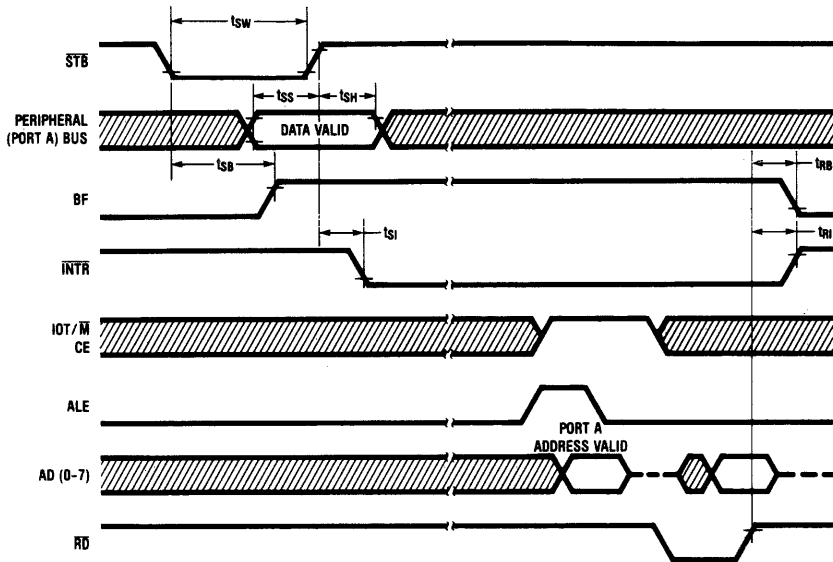 tSW
STB
tSS
tSH
PERIPHERAL
(PORT A) BUS
DATA VALID
tSB
tRB
BF
tSI
tRI
INTR
IOT/M
CE
ALE
PORT A
ADDRESS VALID
AD (0-7)
RD